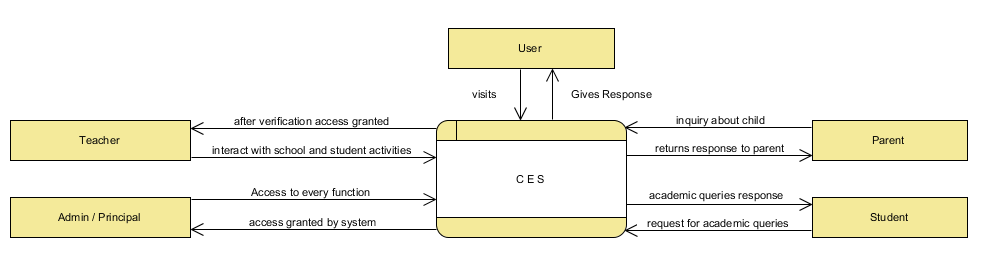 User
visits
Gives Response
after verification access granted
inquiry about child
Teacher
Parent
interact with school and student activities
returns response to parent
C E S
Access to every function
academic queries response
Admin / Principal
Student
access granted by system
request for academic queries